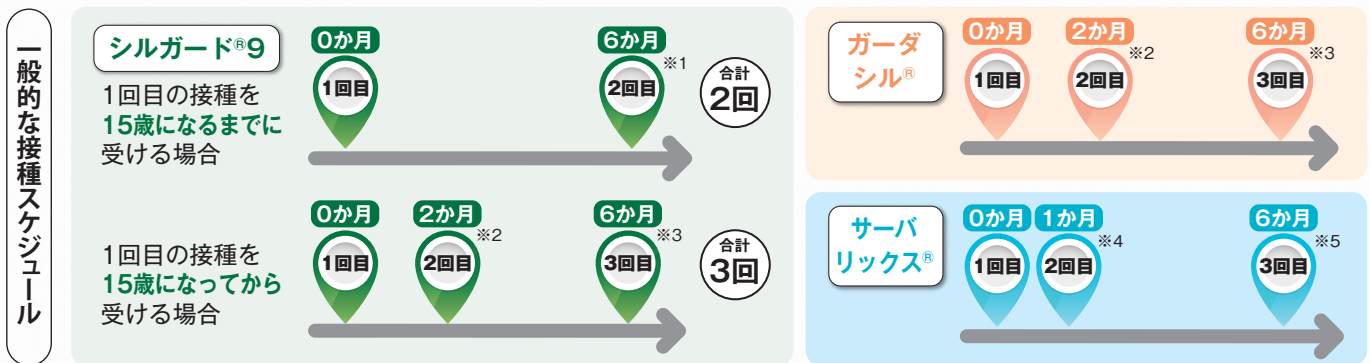 一般的な接種スケジュール
シルガード®9
1回目の接種を
15歳になるまでに
受ける場合
0か月
1回目
6か月
※1
2回目
合計
2回
1回目の接種を
15歳になってから
受ける場合
0か月
1回目
2か月
※2
2回目
6か月
※3
3回目
合計
3回
ガーダ
シル®
0か月
1回目
2か月
※2
2回目
6か月
※3
3回目
サーバ
リックス®
0か月
1回目
1か月
※4
2回目
6か月
※5
3回目